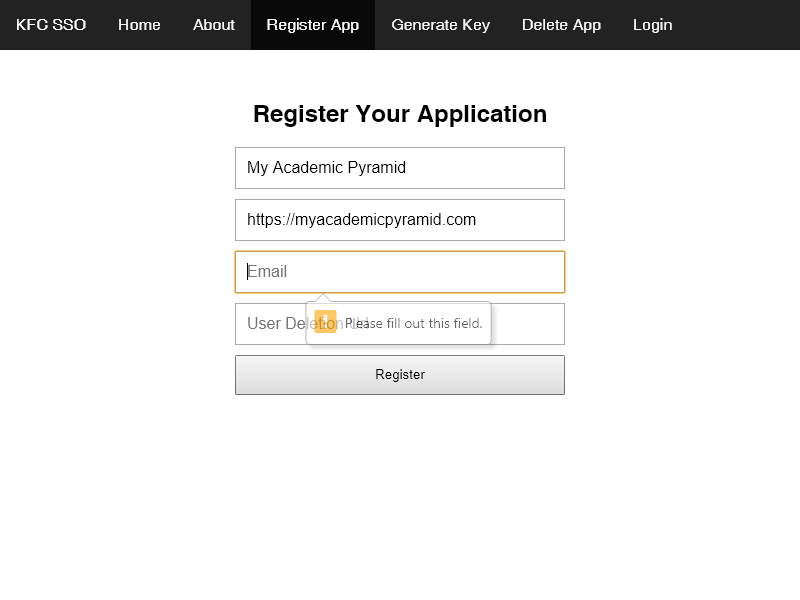 KFC SSO Home About Register App Generate Key Delete App Login
Register Your Application
My Academic Pyramid
https://myacademicpyramid.com
Email
User Deletion Url
Please fill out this field.
Register